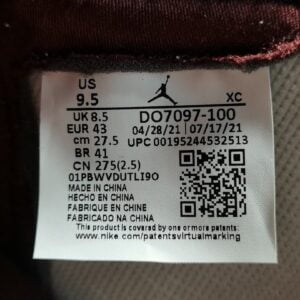 US
9.5 XC
UK 8.5 DO7097-100
EUR 43 04/28/21 07/17/21
cm 27.5 UPC 00195244532513
BR 41
CN 275(2.5)
01PBWVDUTLI9O
MADE IN CHINA
HECHO EN CHINA
FABRIQUE EN CHINE
FABRICADO NA CHINA
This product is covered by one or more patents:
www.nike.com/patentsvirtualmarking